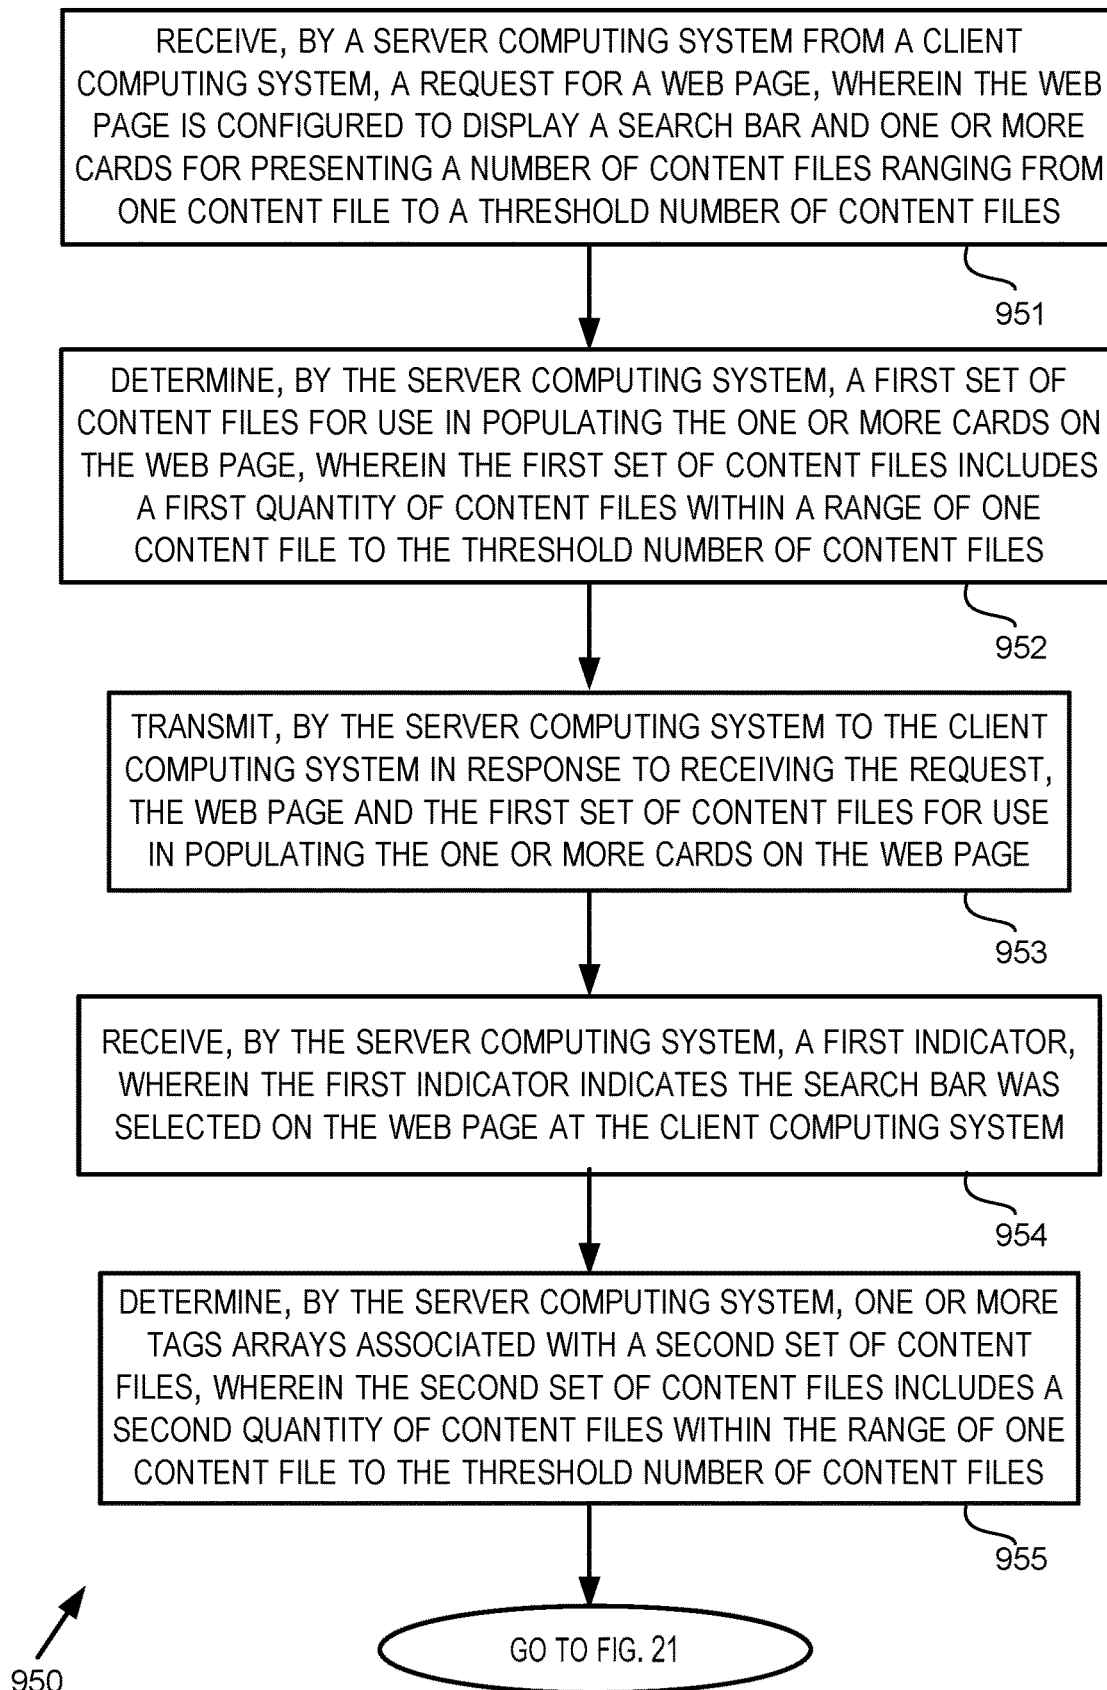 RECEIVE, BY A SERVER COMPUTING SYSTEM FROM A CLIENT
COMPUTING SYSTEM, A REQUEST FOR A WEB PAGE, WHEREIN THE WEB
PAGE IS CONFIGURED TO DISPLAY A SEARCH BAR AND ONE OR MORE
CARDS FOR PRESENTING A NUMBER OF CONTENT FILES RANGING FROM
ONE CONTENT FILE TO A THRESHOLD NUMBER OF CONTENT FILES
951
DETERMINE, BY THE SERVER COMPUTING SYSTEM, A FIRST SET OF
CONTENT FILES FOR USE IN POPULATING THE ONE OR MORE CARDS ON
THE WEB PAGE, WHEREIN THE FIRST SET OF CONTENT FILES INCLUDES
A FIRST QUANTITY OF CONTENT FILES WITHIN A RANGE OF ONE
CONTENT FILE TO THE THRESHOLD NUMBER OF CONTENT FILES
952
TRANSMIT, BY THE SERVER COMPUTING SYSTEM TO THE CLIENT
COMPUTING SYSTEM IN RESPONSE TO RECEIVING THE REQUEST,
THE WEB PAGE AND THE FIRST SET OF CONTENT FILES FOR USE
IN POPULATING THE ONE OR MORE CARDS ON THE WEB PAGE
953
RECEIVE, BY THE SERVER COMPUTING SYSTEM, A FIRST INDICATOR,
WHEREIN THE FIRST INDICATOR INDICATES THE SEARCH BAR WAS
SELECTED ON THE WEB PAGE AT THE CLIENT COMPUTING SYSTEM
954
DETERMINE, BY THE SERVER COMPUTING SYSTEM, ONE OR MORE
TAGS ARRAYS ASSOCIATED WITH A SECOND SET OF CONTENT
FILES, WHEREIN THE SECOND SET OF CONTENT FILES INCLUDES A
SECOND QUANTITY OF CONTENT FILES WITHIN THE RANGE OF ONE
CONTENT FILE TO THE THRESHOLD NUMBER OF CONTENT FILES
955
GO TO FIG. 21
950